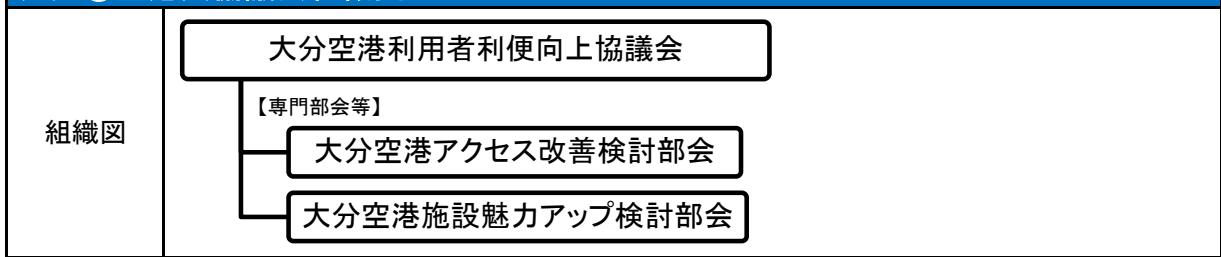 大分空港利用者利便向上協議会
【専門部会等】
組織図
大分空港アクセス改善検討部会
大分空港施設魅力アップ検討部会